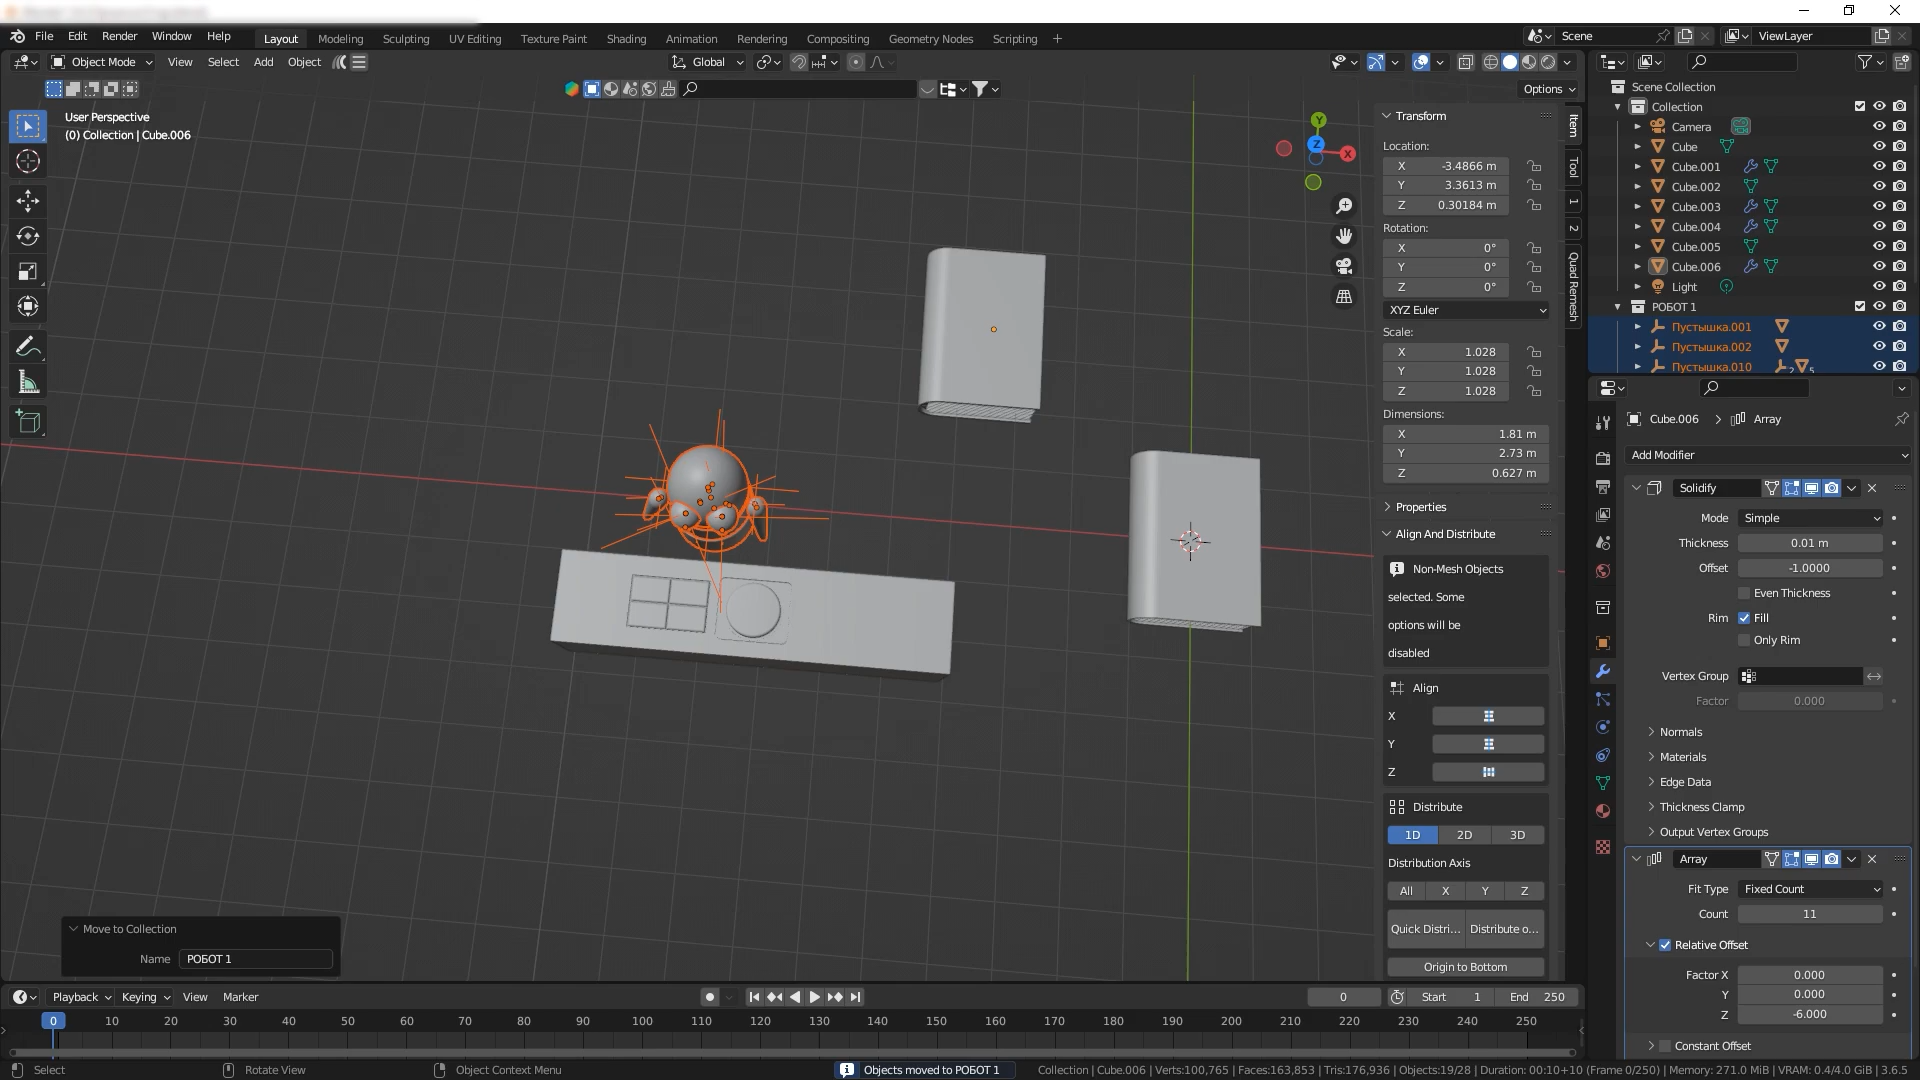 File Edit Render Window Help Layout Modeling Sculpting UV Editing Texture Paint Shading Animation Rendering Compositing Geometry Nodes Scripting + Scene ViewLayer
Object Mode View Select Add Object Global
Options
User Perspective
(0) Collection | Cube.006
Y
Z
X
Transform
Location:
X -3.4866 m
Y 3.3613 m
Z 0.30184 m
Rotation:
X 0°
Y 0°
Z 0°
XYZ Euler
Scale:
X 1.028
Y 1.028
Z 1.028
Dimensions:
X 1.81 m
Y 2.73 m
Z 0.627 m
Properties
Align And Distribute
Non-Mesh Objects
selected. Some
options will be
disabled
Align
X
Y
Z
Distribute
1D 2D 3D
Distribution Axis
All X Y Z
Quick Distri... Distribute o...
Origin to Bottom
Item
Tool
1
2
Quad Remesh
Scene Collection
Collection
Camera
Cube
Cube.001
Cube.002
Cube.003
Cube.004
Cube.005
Cube.006
Light
РОБОТ 1
Пустышка.001
Пустышка.002
Пустышка.010 2 5
Cube.006 > Array
Add Modifier
Solidify
Mode Simple
Thickness 0.01 m
Offset -1.0000
Even Thickness
Rim Fill
Only Rim
Vertex Group
Factor 0.000
Normals
Materials
Edge Data
Thickness Clamp
Output Vertex Groups
Array
Fit Type Fixed Count
Count 11
Relative Offset
Factor X 0.000
Y 0.000
Z -6.000
Constant Offset
Move to Collection
Name РОБОТ 1
Playback Keying View Marker 0 Start 1 End 250
0 10 20 30 40 50 60 70 80 90 100 110 120 130 140 150 160 170 180 190 200 210 220 230 240 250
Select Rotate View Object Context Menu Objects moved to РОБОТ 1 Collection | Cube.006 | Verts:100,765 | Faces:163,853 | Tris:176,936 | Objects:19/28 | Duration: 00:10+10 (Frame 0/250) | Memory: 271.0 MiB | VRAM: 0.4/4.0 GiB | 3.6.5